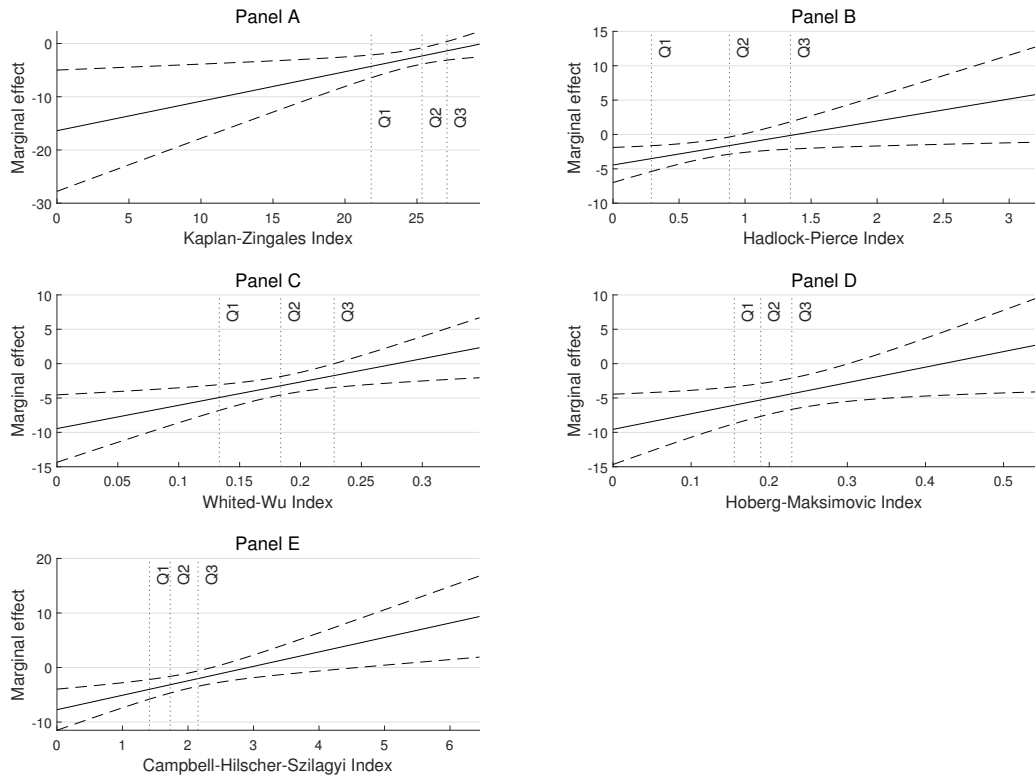 Panel A
Marginal effect
0
-10
-20
-30
Q1
Q2
Q3
0 5 10 15 20 25
Kaplan-Zingales Index
Panel B
Marginal effect
15
10
5
0
-5
-10
Q1
Q2
Q3
0 0.5 1 1.5 2 2.5 3
Hadlock-Pierce Index
Panel C
Marginal effect
10
5
0
-5
-10
-15
Q1
Q2
Q3
0 0.05 0.1 0.15 0.2 0.25 0.3
Whited-Wu Index
Panel D
Marginal effect
10
5
0
-5
-10
-15
Q1
Q2
Q3
0 0.1 0.2 0.3 0.4 0.5
Hoberg-Maksimovic Index
Panel E
Marginal effect
20
10
0
-10
Q1
Q2
Q3
0 1 2 3 4 5 6
Campbell-Hilscher-Szilagyi Index